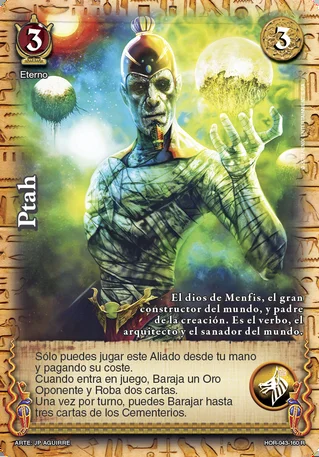 3
3
Eterno
Ptah
El dios de Menfis, el gran
constructor del mundo, y padre
de la creación. Es el verbo, el
arquitecto y el sanador del mundo.
Sólo puedes jugar este Aliado desde tu mano
y pagando su coste.
Cuando entra en juego, Baraja un Oro
Oponente y Roba dos cartas.
Una vez por turno, puedes Barajar hasta
tres cartas de los Cementerios.
ARTE: JP AGUIRRE
HOR-043-160 R